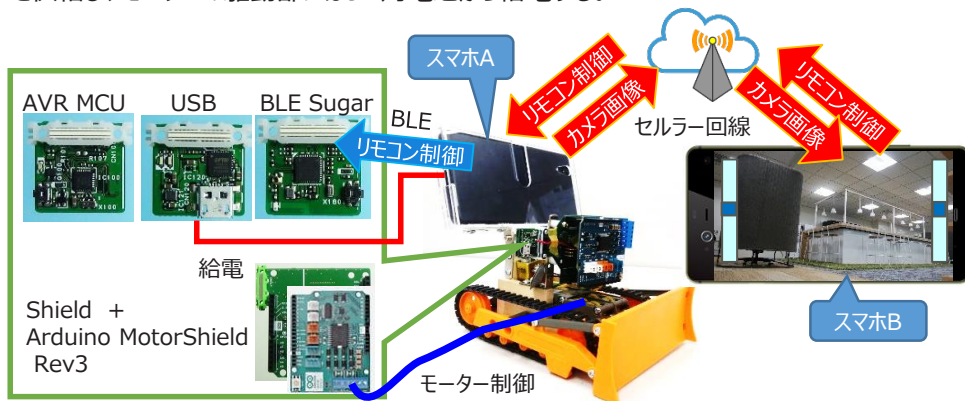 スマホA
リモコン制御
カメラ画像
リモコン制御
カメラ画像
セルラー回線
AVR MCU
USB
BLE Sugar
BLE
リモコン制御
給電
Shield +
Arduino MotorShield
Rev3
モーター制御
スマホB